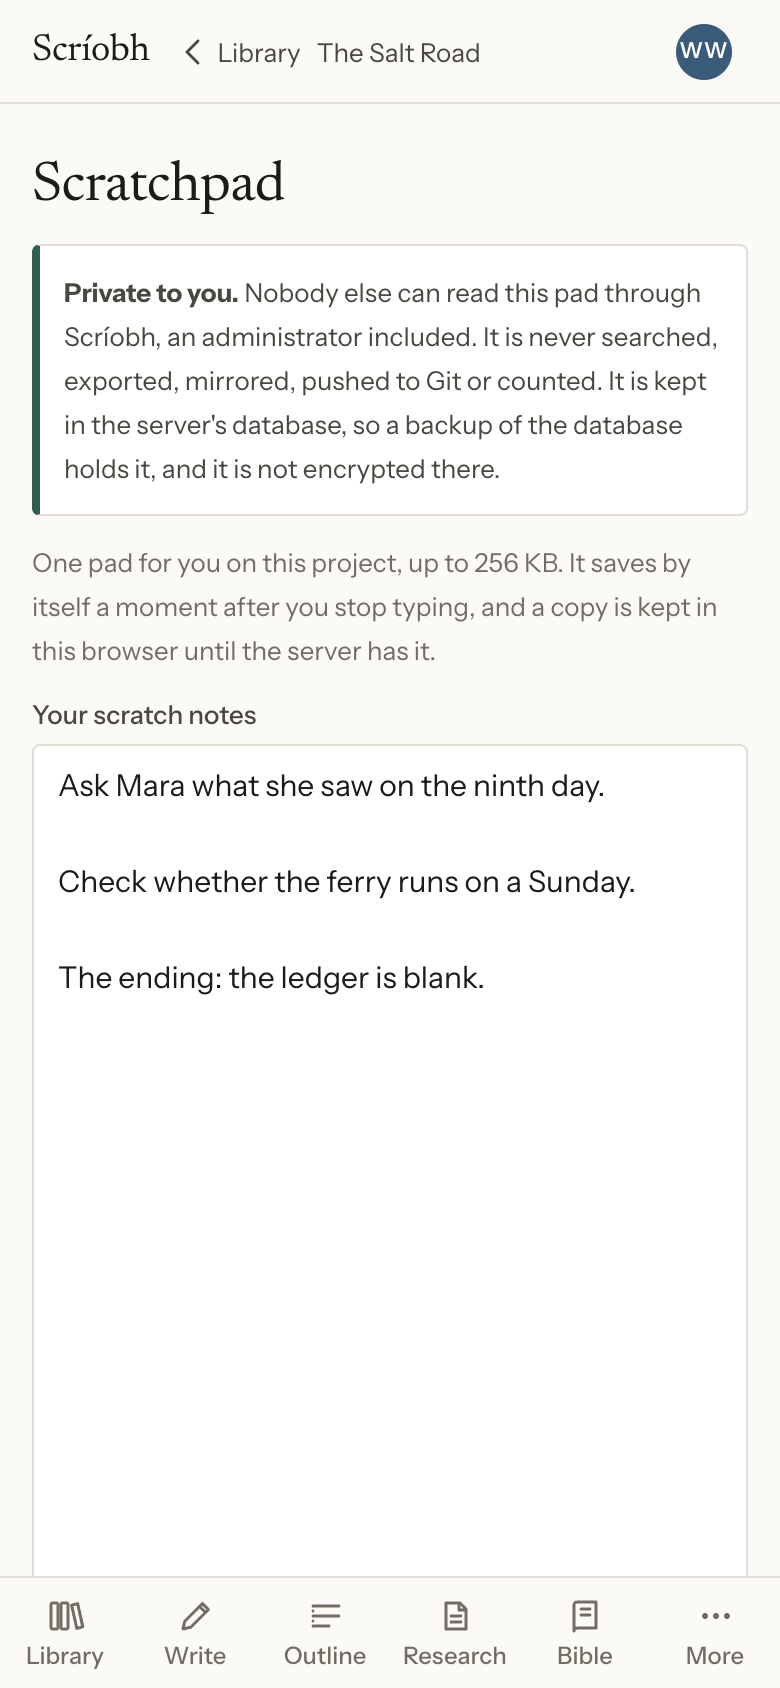 Scríobh
Library The Salt Road
WW
Scratchpad
Private to you. Nobody else can read this pad through
Scríobh, an administrator included. It is never searched,
exported, mirrored, pushed to Git or counted. It is kept
in the server's database, so a backup of the database
holds it, and it is not encrypted there.
One pad for you on this project, up to 256 KB. It saves by
itself a moment after you stop typing, and a copy is kept in
this browser until the server has it.
Your scratch notes
Ask Mara what she saw on the ninth day.
Check whether the ferry runs on a Sunday.
The ending: the ledger is blank.
Library Write Outline Research Bible More